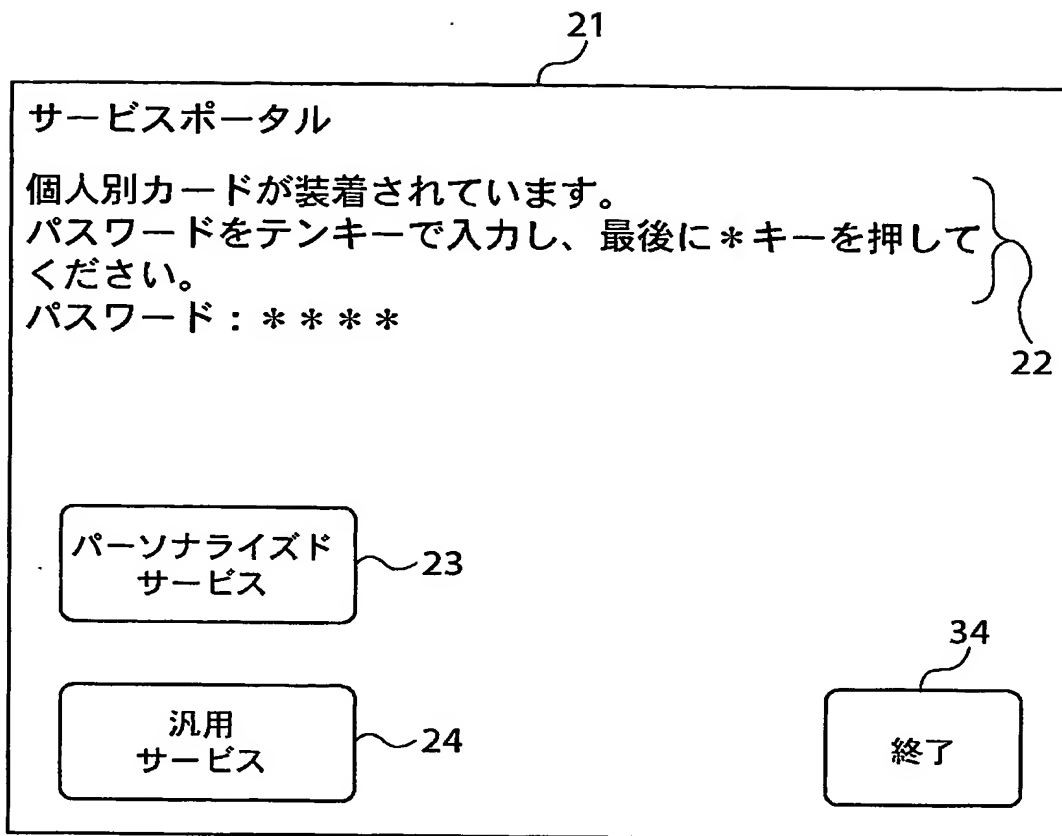 21
サービスポータル
個人別カードが装着されています。
パスワードをテンキーで入力し、最後に＊キーを押して
ください。
パスワード：＊＊＊＊
22
パーソナライズド
サービス
23
汎用
サービス
24
34
終了